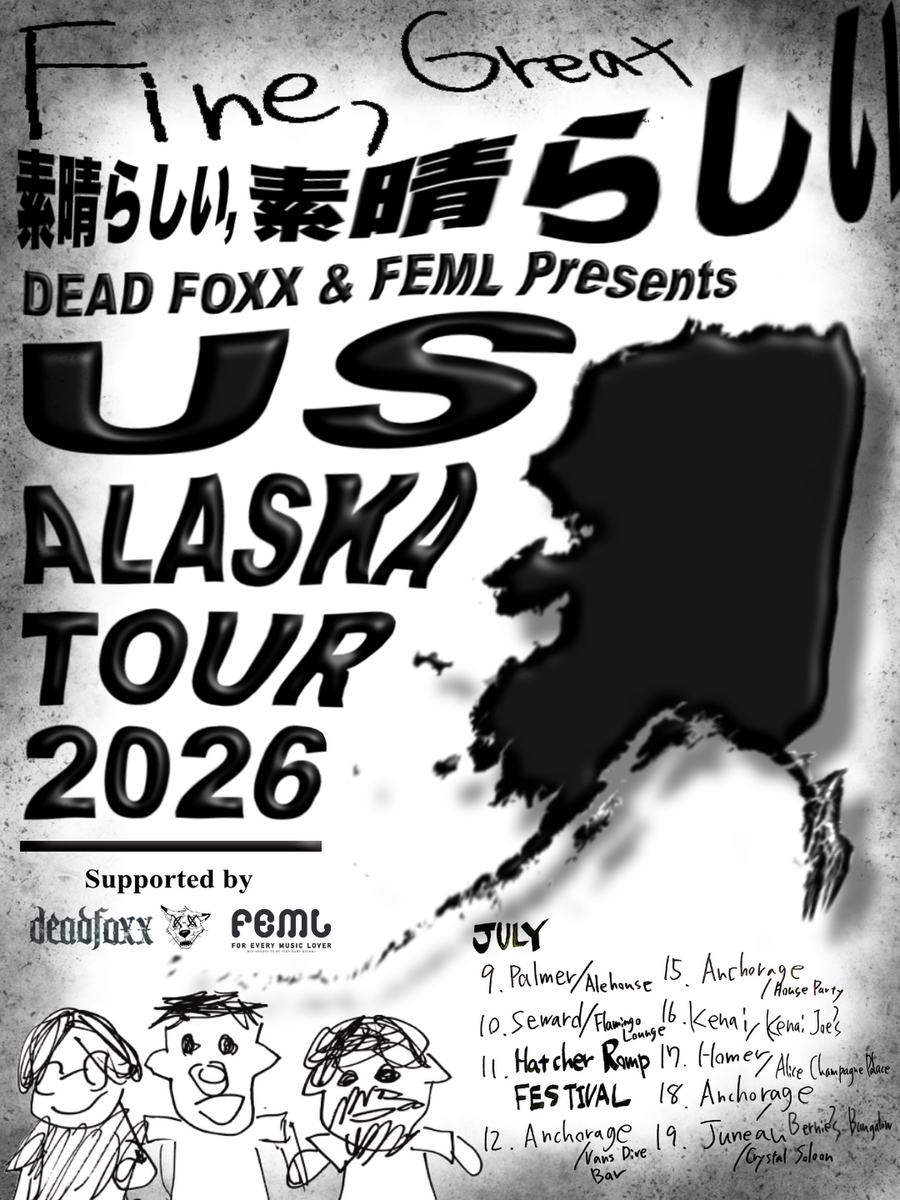 Fine, Great
素晴らしい, 素晴らしい
DEAD FOXX & FEML Presents
US
ALASKA
TOUR
2026
Supported by
deadfoxx
FEML
FOR EVERY MUSIC LOVER
JULY
9. Palmer/Alehouse
10. Seward/Flamingo Lounge
11. Hatcher Ramp
FESTIVAL
12. Anchorage
/Vans Dive
Bar
15. Anchorage
/House Party
16. Kenai/Kenai Joe's
17. Homer/Alice Champagne Palace
18. Anchorage
/Bernie's Bungalow
19. Juneau
/Crystal Saloon